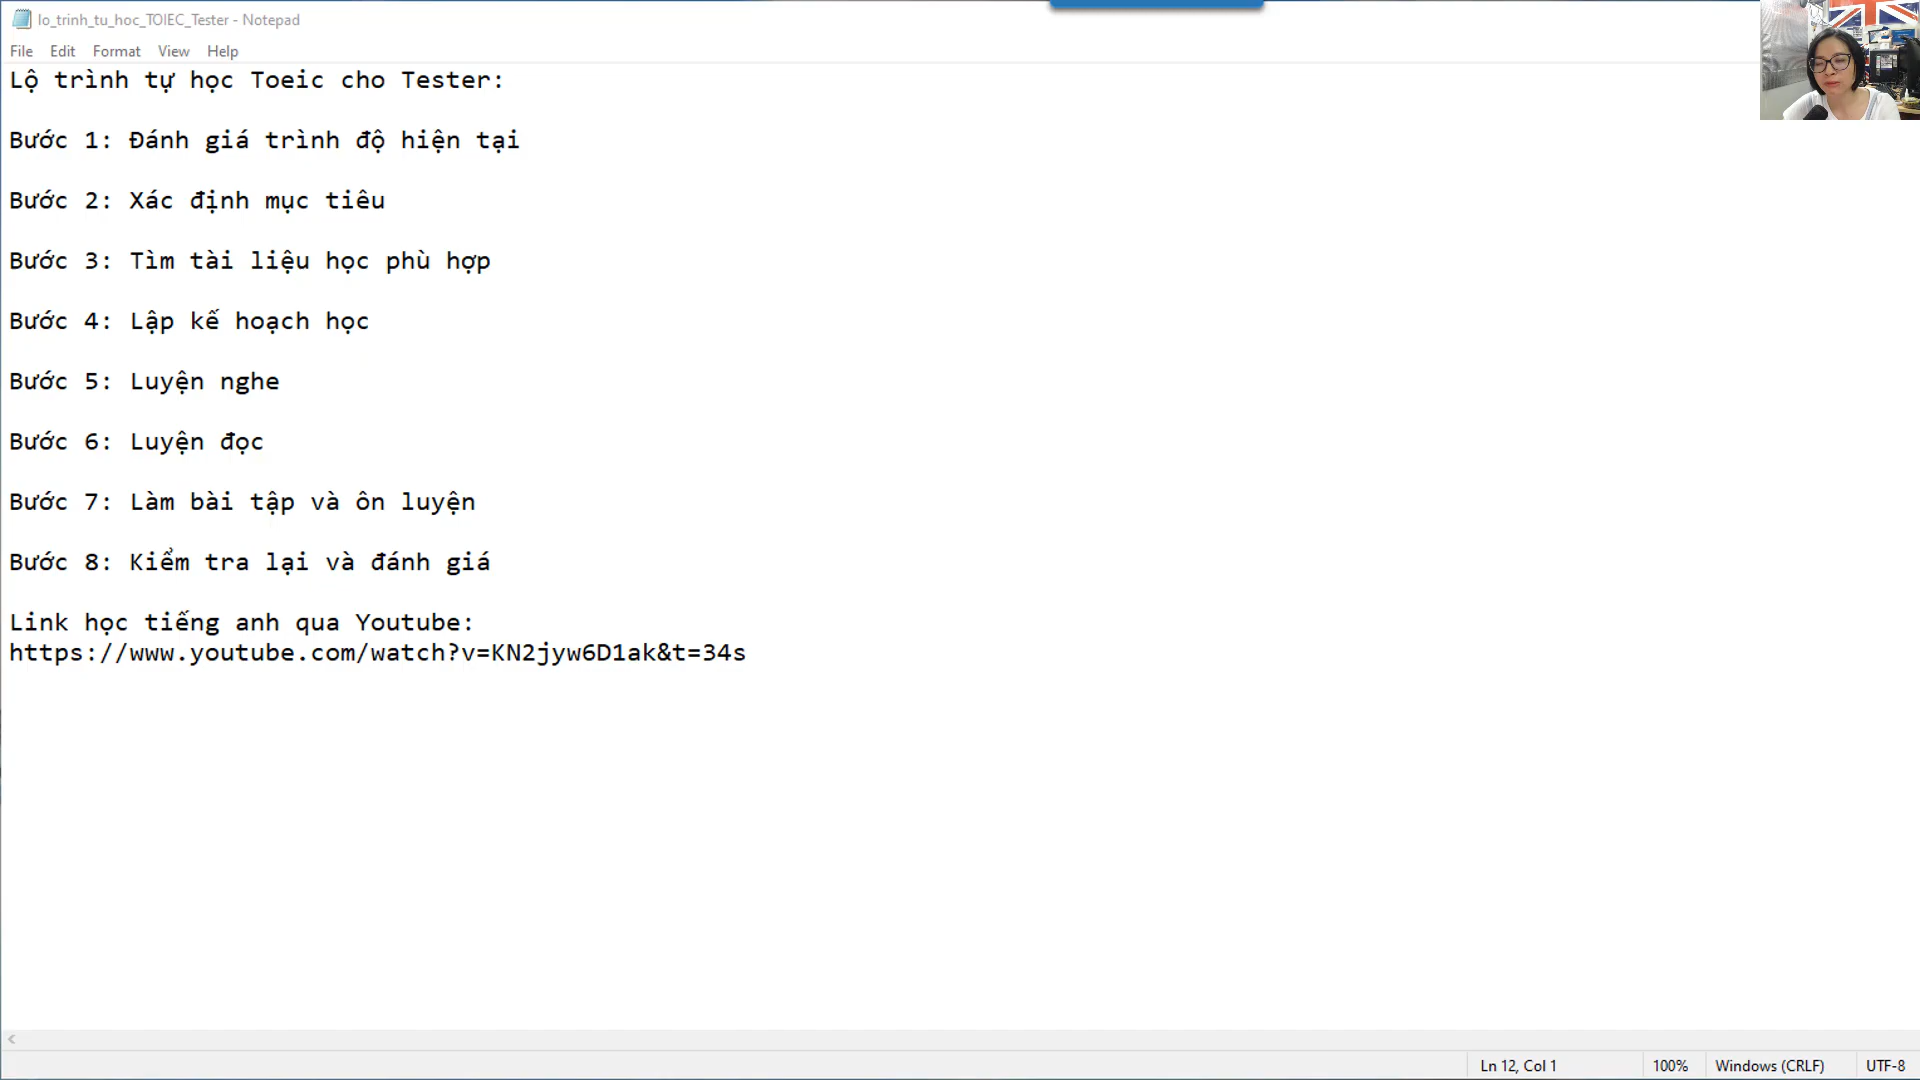 lo_trinh_tu_hoc_TOIEC_Tester - Notepad
File Edit Format View Help
Lộ trình tự học Toeic cho Tester:
Bước 1: Đánh giá trình độ hiện tại
Bước 2: Xác định mục tiêu
Bước 3: Tìm tài liệu học phù hợp
Bước 4: Lập kế hoạch học
Bước 5: Luyện nghe
Bước 6: Luyện đọc
Bước 7: Làm bài tập và ôn luyện
Bước 8: Kiểm tra lại và đánh giá
Link học tiếng anh qua Youtube:
https://www.youtube.com/watch?v=KN2jyw6D1ak&t=34s
Ln 12, Col 1 100% Windows (CRLF) UTF-8